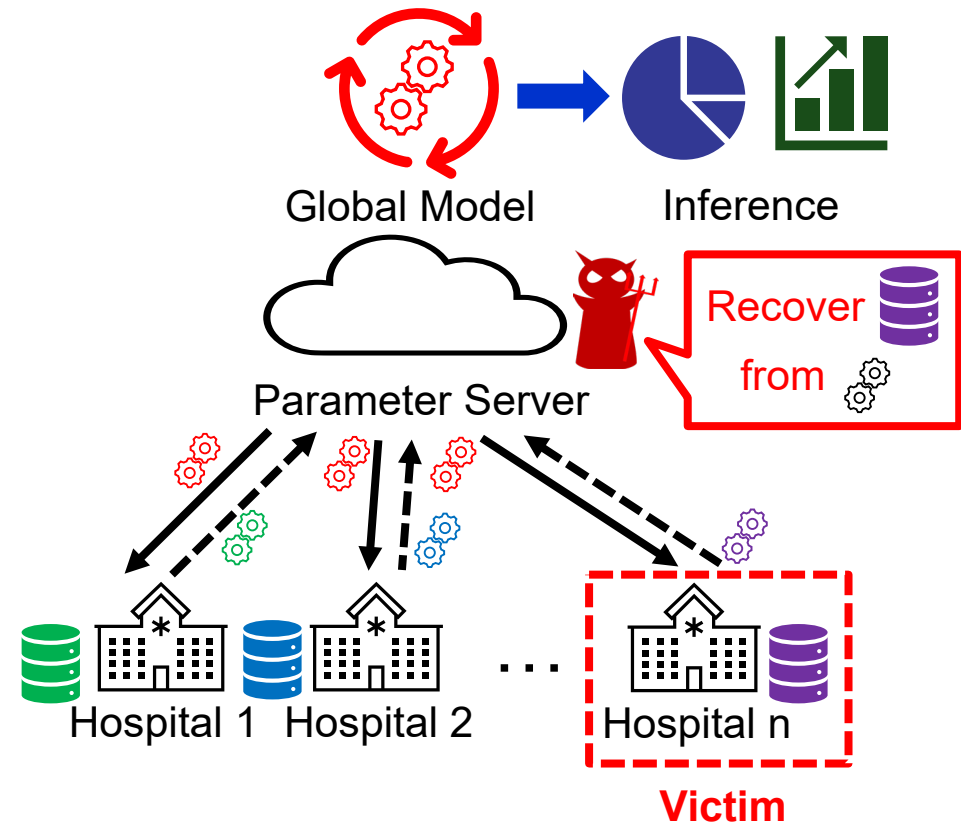 Global Model
Inference
Recover
from
Parameter Server
...
Hospital 1
Hospital 2
Hospital n
Victim